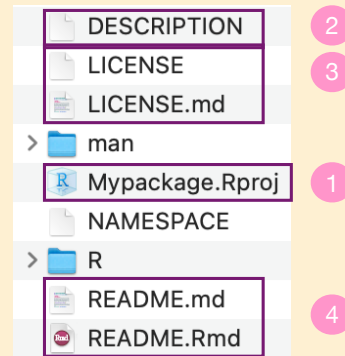 DESCRIPTION 2
LICENSE 3
LICENSE.md
man
Mypackage.Rproj 1
NAMESPACE
R
README.md
README.Rmd 4